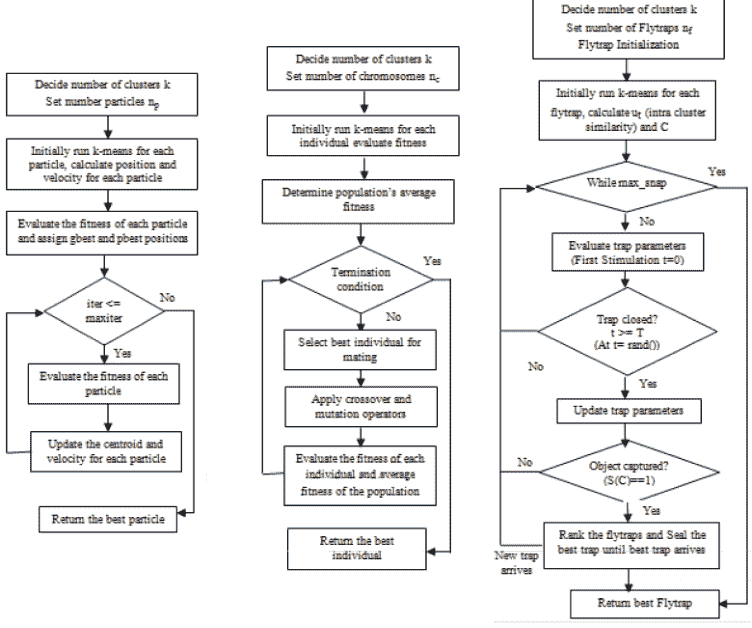 Decide number of clusters k
Set number particles np
Initially run k-means for each
particle, calculate position and
velocity for each particle
Evaluate the fitness of each particle
and assign gbest and pbest positions
iter <=
maxiter
No
Yes
Evaluate the fitness of each
particle
Update the centroid and
velocity for each particle
Return the best particle
Decide number of clusters k
Set number of chromosomes nc
Initially run k-means for each
individual evaluate fitness
Determine population's average
fitness
Termination
condition
Yes
No
Select best individual for
mating
Apply crossover and
mutation operators
Evaluate the fitness of each
individual and average
fitness of the population
Return the best
individual
Decide number of clusters k
Set number of Flytraps nf
Flytrap Initialization
Initially run k-means for each
flytrap, calculate ut (intra cluster
similarity) and C
While max_snap
Yes
No
Evaluate trap parameters
(First Stimulation t=0)
Trap closed?
t >= T
(At t= rand())
No
Yes
Update trap parameters
Object captured?
(S(C)==1)
No
Yes
Rank the flytraps and Seal the
best trap until best trap arrives
New trap
arrives
Return best Flytrap